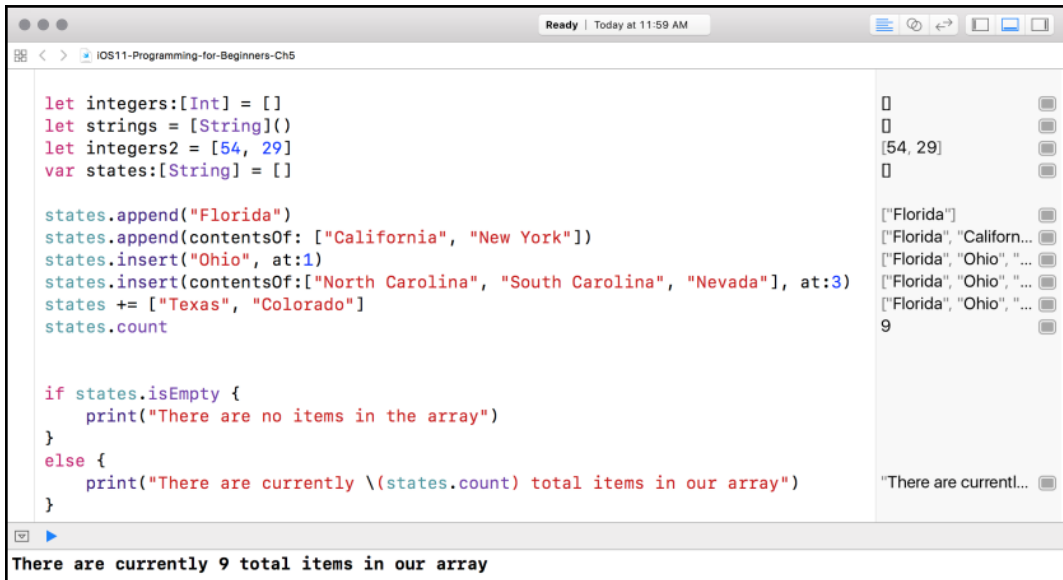 Ready | Today at 11:59 AM
iOS11-Programming-for-Beginners-Ch5
let integers:[Int] = [] []
let strings = [String]() []
let integers2 = [54, 29] [54, 29]
var states:[String] = [] []
states.append("Florida") ["Florida"]
states.append(contentsOf: ["California", "New York"]) ["Florida", "Californ...
states.insert("Ohio", at:1) ["Florida", "Ohio", "...
states.insert(contentsOf:["North Carolina", "South Carolina", "Nevada"], at:3) ["Florida", "Ohio", "...
states += ["Texas", "Colorado"] ["Florida", "Ohio", "...
states.count 9
if states.isEmpty {
print("There are no items in the array")
}
else {
print("There are currently \(states.count) total items in our array") "There are currentl...
}
There are currently 9 total items in our array